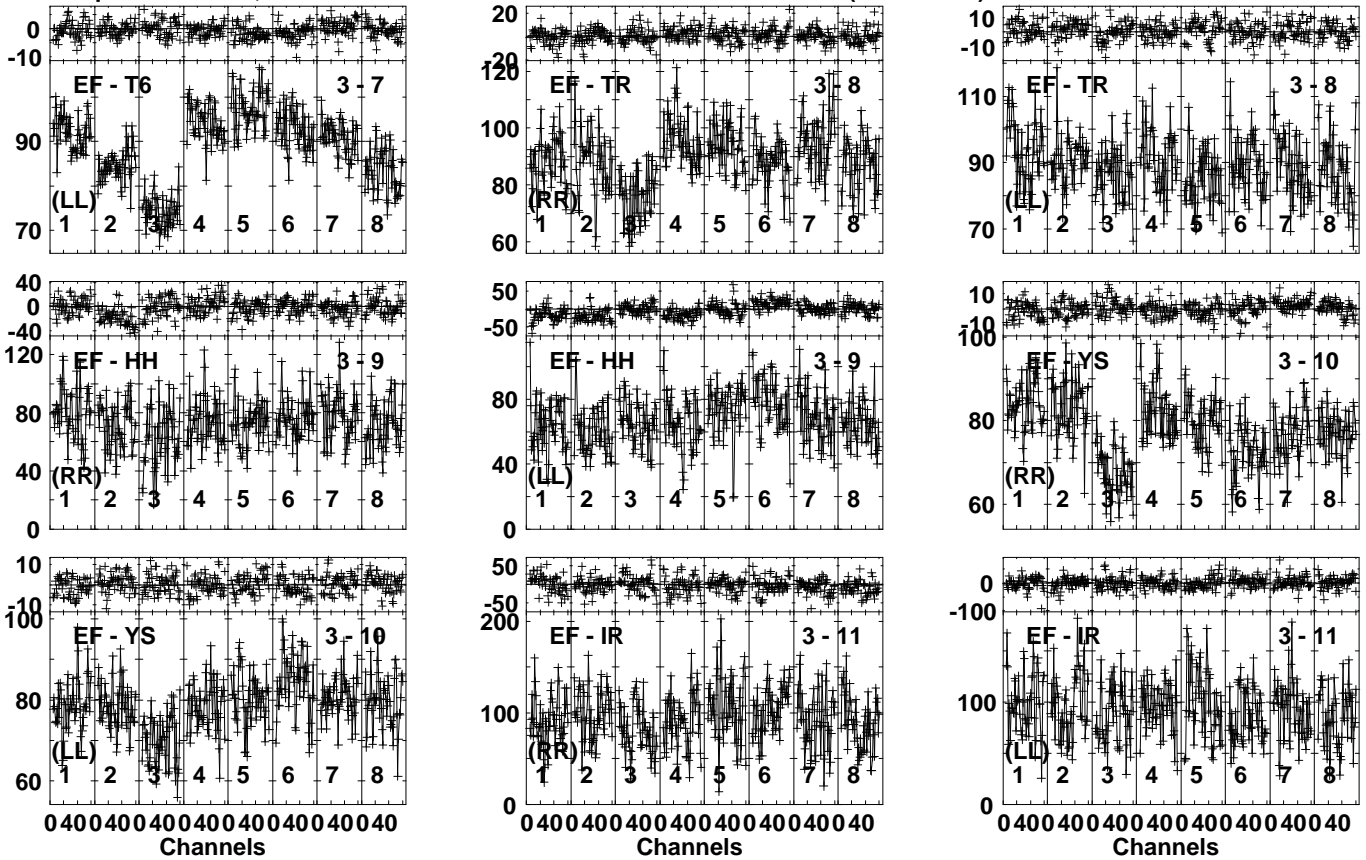 0 20 10
-10 -20 -10
EF - T6 3 - 7 120 EF - TR 3 - 8 EF - TR 3 - 8
110
90 100 90
80
(LL) (RR) (LL)
70 1 2 3 4 5 6 7 8 60 1 2 3 4 5 6 7 8 70 1 2 3 4 5 6 7 8
40 50 10
0
-40 -50 -10
120 EF - HH 3 - 9 EF - HH 3 - 9 100 EF - YS 3 - 10
80 80 80
40 40
(RR) (LL) (RR)
1 2 3 4 5 6 7 8 1 2 3 4 5 6 7 8 60 1 2 3 4 5 6 7 8
0 0
10 50 0
-10 -50 -100
100 EF - YS 3 - 10 200 EF - IR 3 - 11 EF - IR 3 - 11
80 100 100
(LL) (RR) (LL)
60 1 2 3 4 5 6 7 8 1 2 3 4 5 6 7 8 1 2 3 4 5 6 7 8
0 0
0 40 0 40 0 40 0 40 0 40 0 40 0 40 0 40 0 40 0 40 0 40 0 40 0 40 0 40 0 40 0 40 0 40 0 40 0 40 0 40 0 40 0 40 0 40 0 40
Channels Channels Channels